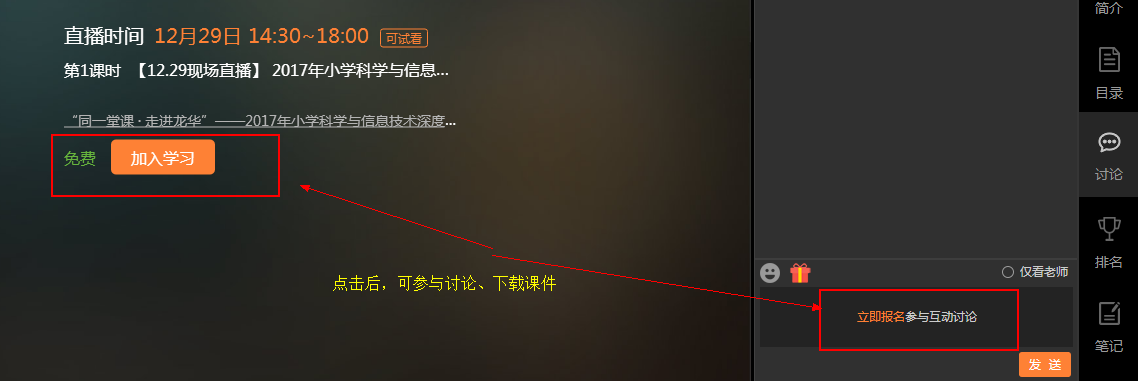 直播时间 12月29日 14:30~18:00 可试看
第1课时 【12.29现场直播】 2017年小学科学与信息...
“同一堂课·走进龙华”——2017年小学科学与信息技术深度...
免费 加入学习
点击后，可参与讨论、下载课件
仅看老师
立即报名参与互动讨论
发 送
简介
目录
讨论
排名
笔记